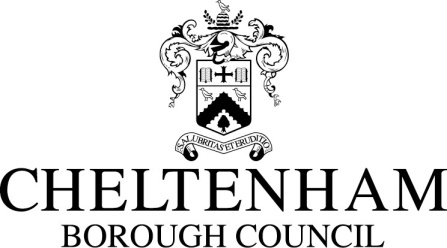 SALUBRITAS ET ERUDITIO
CHELTENHAM
BOROUGH COUNCIL